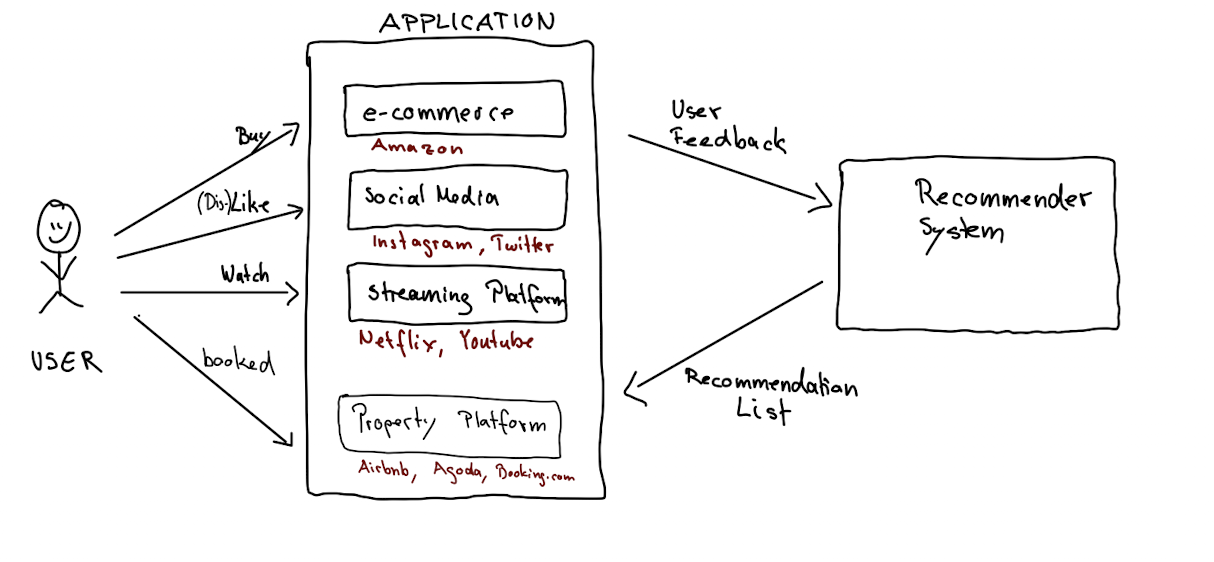 APPLICATION
e-commerce
Amazon
Social Media
Instagram, Twitter
Streaming Platform
Netflix, Youtube
Property Platform
Airbnb, Agoda, Booking.com
Buy
(Dis-)Like
Watch
booked
USER
User
Feedback
Recommender
System
Recommendation
List